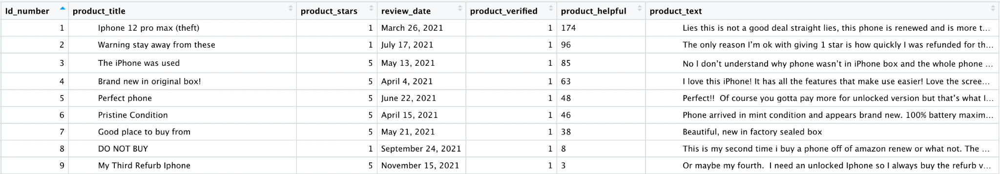 Id_number product_title product_stars review_date product_verified product_helpful product_text
1 Iphone 12 pro max (theft) 1 March 26, 2021 1 174 Lies this is not a good deal straight lies, this phone is renewed and is more t...
2 Warning stay away from these 1 July 17, 2021 1 96 The only reason I’m ok with giving 1 star is how quickly I was refunded for th...
3 The iPhone was used 5 May 13, 2021 1 85 No I don’t understand why phone wasn’t in iPhone box and the whole phone ...
4 Brand new in original box! 5 April 4, 2021 1 63 I love this iPhone! It has all the features that make use easier! Love the scree...
5 Perfect phone 5 June 22, 2021 1 48 Perfect!!  Of course you gotta pay more for unlocked version but that’s what I...
6 Pristine Condition 5 April 15, 2021 1 46 Phone arrived in mint condition and appears brand new. 100% battery maxim...
7 Good place to buy from 5 May 21, 2021 1 38 Beautiful, new in factory sealed box
8 DO NOT BUY 1 September 24, 2021 1 8 This is my second time i buy a phone off of amazon renew or what not. The ...
9 My Third Refurb Iphone 5 November 15, 2021 1 3 Or maybe my fourth.  I need an unlocked Iphone so I always buy the refurb v...